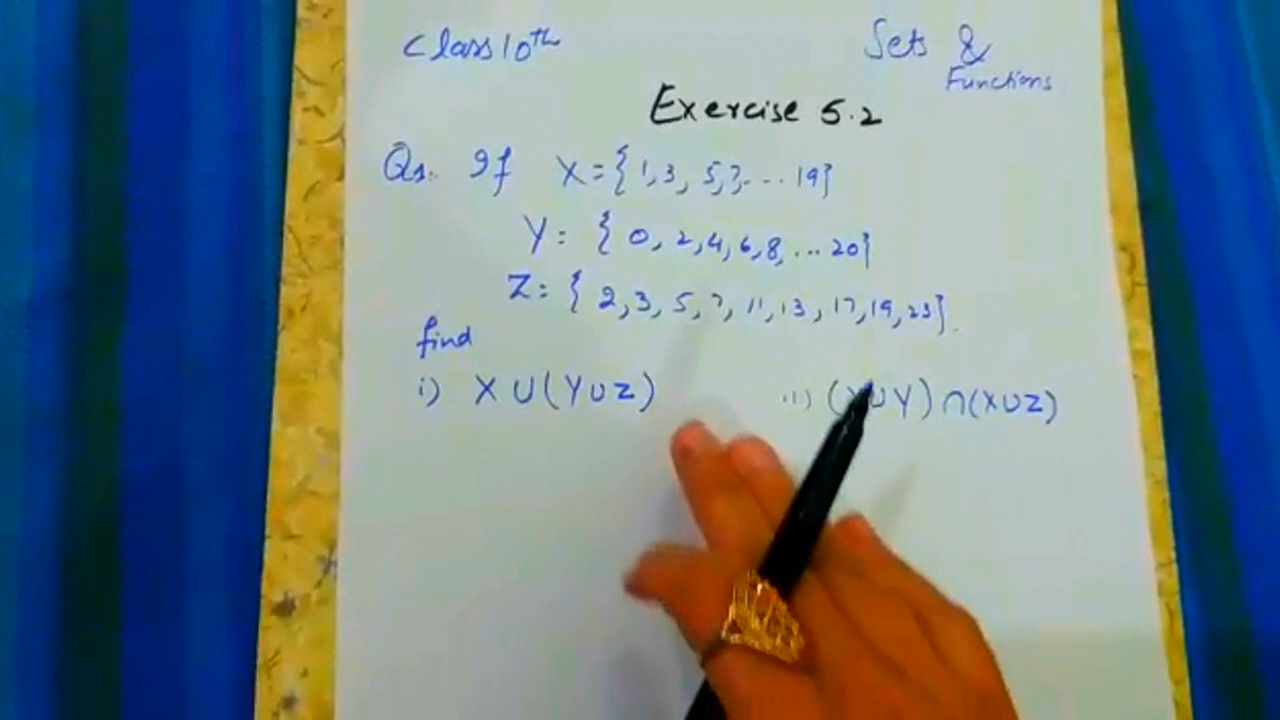 Class 10th
Sets &
Functions
Exercise 5.2
Qs. If X = { 1, 3, 5, 7, ... 19}
Y = { 0, 2, 4, 6, 8, ... 20}
Z = { 2, 3, 5, 7, 11, 13, 17, 19, 23}.
find
i) X ∪ (Y ∪ Z) ii) (X ∪ Y) ∩ (X ∪ Z)